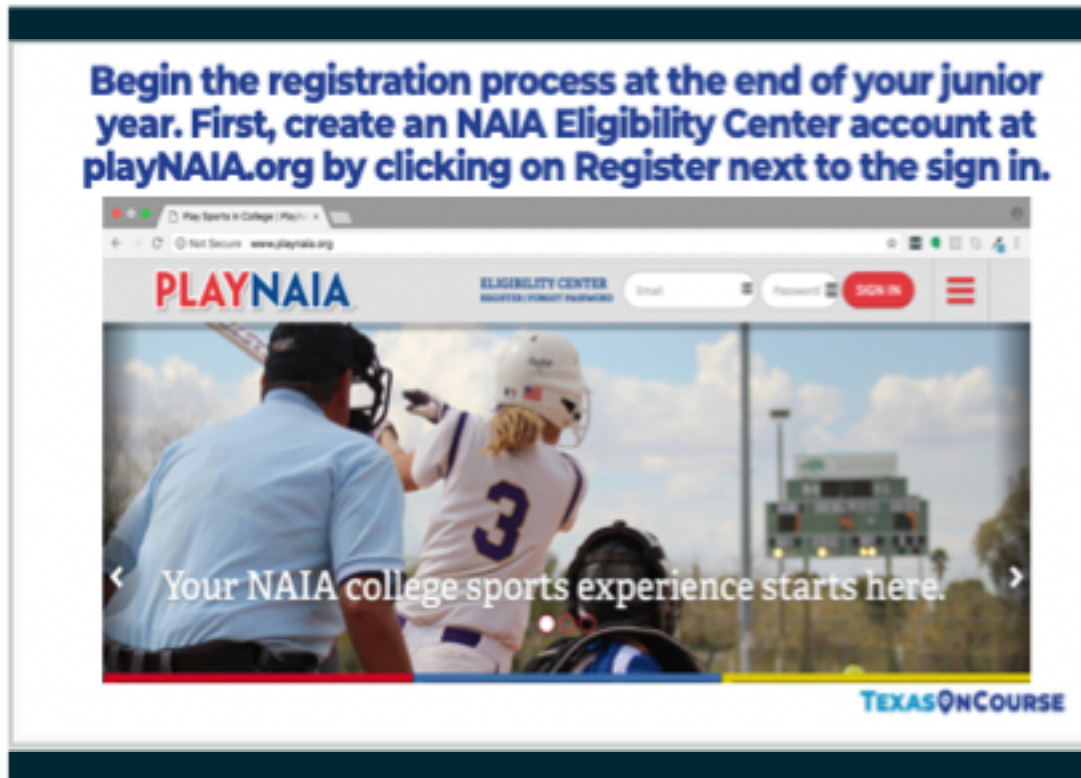 Begin the registration process at the end of your junior
year. First, create an NAIA Eligibility Center account at
playNAIA.org by clicking on Register next to the sign in.
Play Sports in College | Play
Not Secure www.playnaia.org
PLAYNAIA
ELIGIBILITY CENTER
REGISTER | FORGOT PASSWORD
Email
Password
SIGN IN
3
Your NAIA college sports experience starts here.
TEXASONCOURSE